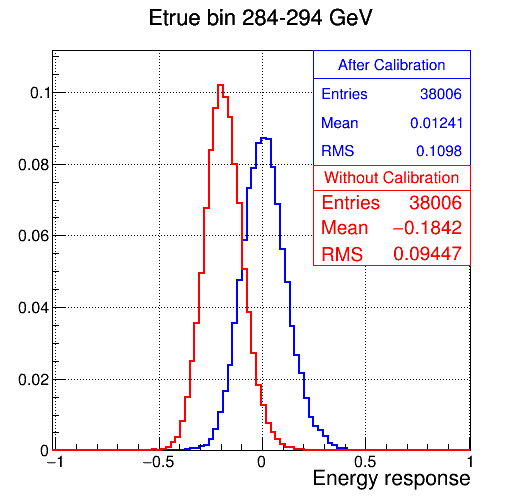 Etrue bin 284-294 GeV
After Calibration
Entries 38006
Mean 0.01241
RMS 0.1098
Without Calibration
Entries 38006
Mean −0.1842
RMS 0.09447
0.1
0.08
0.06
0.04
0.02
0
−1 −0.5 0 0.5 1
Energy response